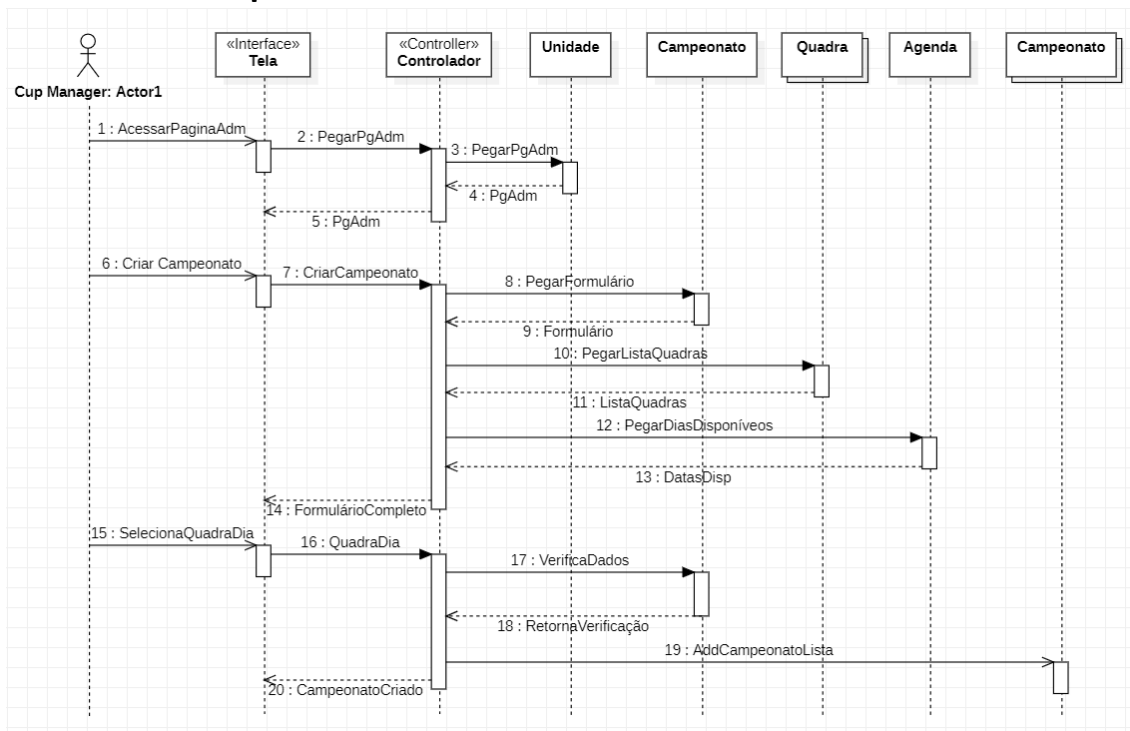 «Interface»
Tela
«Controller»
Controlador
Unidade
Campeonato
Quadra
Agenda
Campeonato
Cup Manager: Actor1
1 : AcessarPaginaAdm
2 : PegarPgAdm
3 : PegarPgAdm
4 : PgAdm
5 : PgAdm
6 : Criar Campeonato
7 : CriarCampeonato
8 : PegarFormulário
9 : Formulário
10 : PegarListaQuadras
11 : ListaQuadras
12 : PegarDiasDisponíveos
13 : DatasDisp
14 : FormulárioCompleto
15 : SelecionaQuadraDia
16 : QuadraDia
17 : VerificaDados
18 : RetornaVerificação
19 : AddCampeonatoLista
20 : CampeonatoCriado